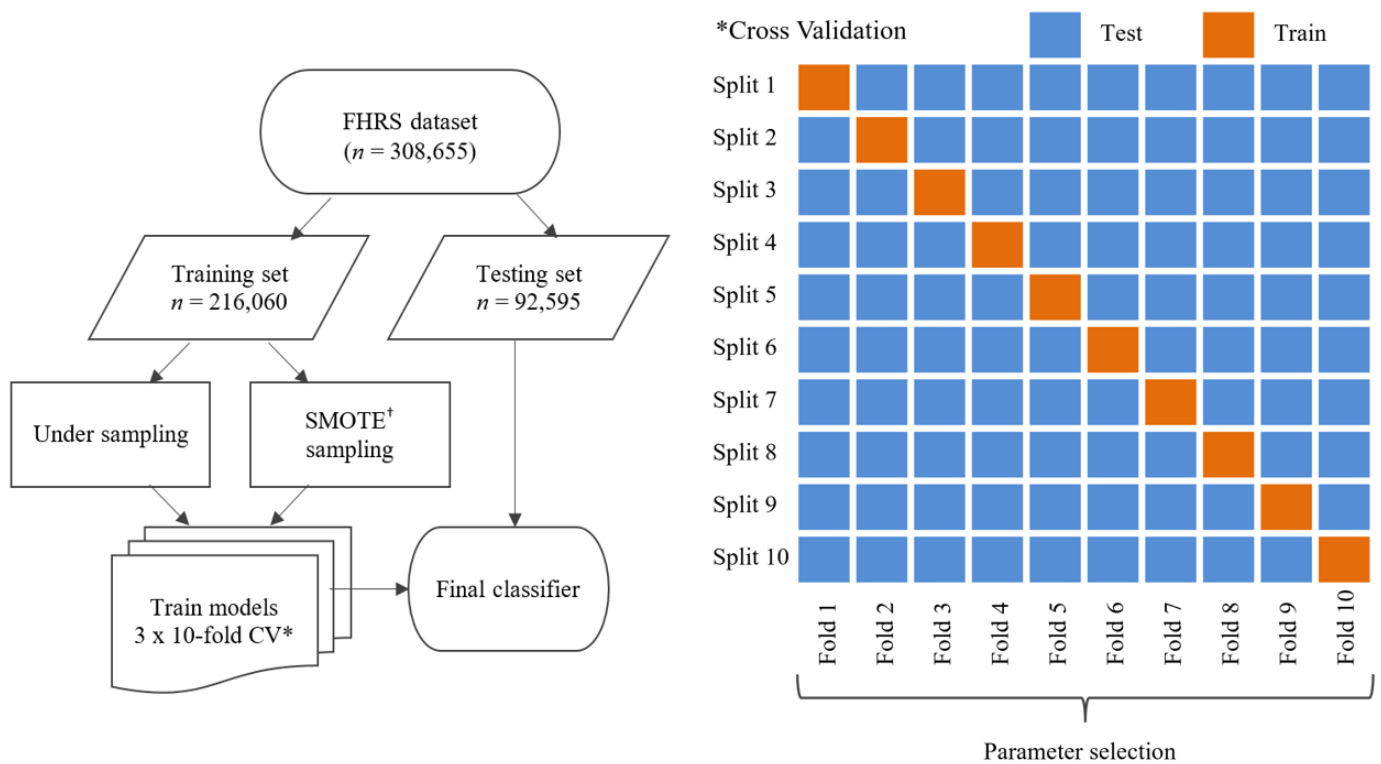 FHRS dataset
(n = 308,655)
Training set
n = 216,060
Testing set
n = 92,595
Under sampling
SMOTE†
sampling
Train models
3 x 10-fold CV*
Final classifier
*Cross Validation
Test
Train
Split 1
Split 2
Split 3
Split 4
Split 5
Split 6
Split 7
Split 8
Split 9
Split 10
Fold 1
Fold 2
Fold 3
Fold 4
Fold 5
Fold 6
Fold 7
Fold 8
Fold 9
Fold 10
Parameter selection